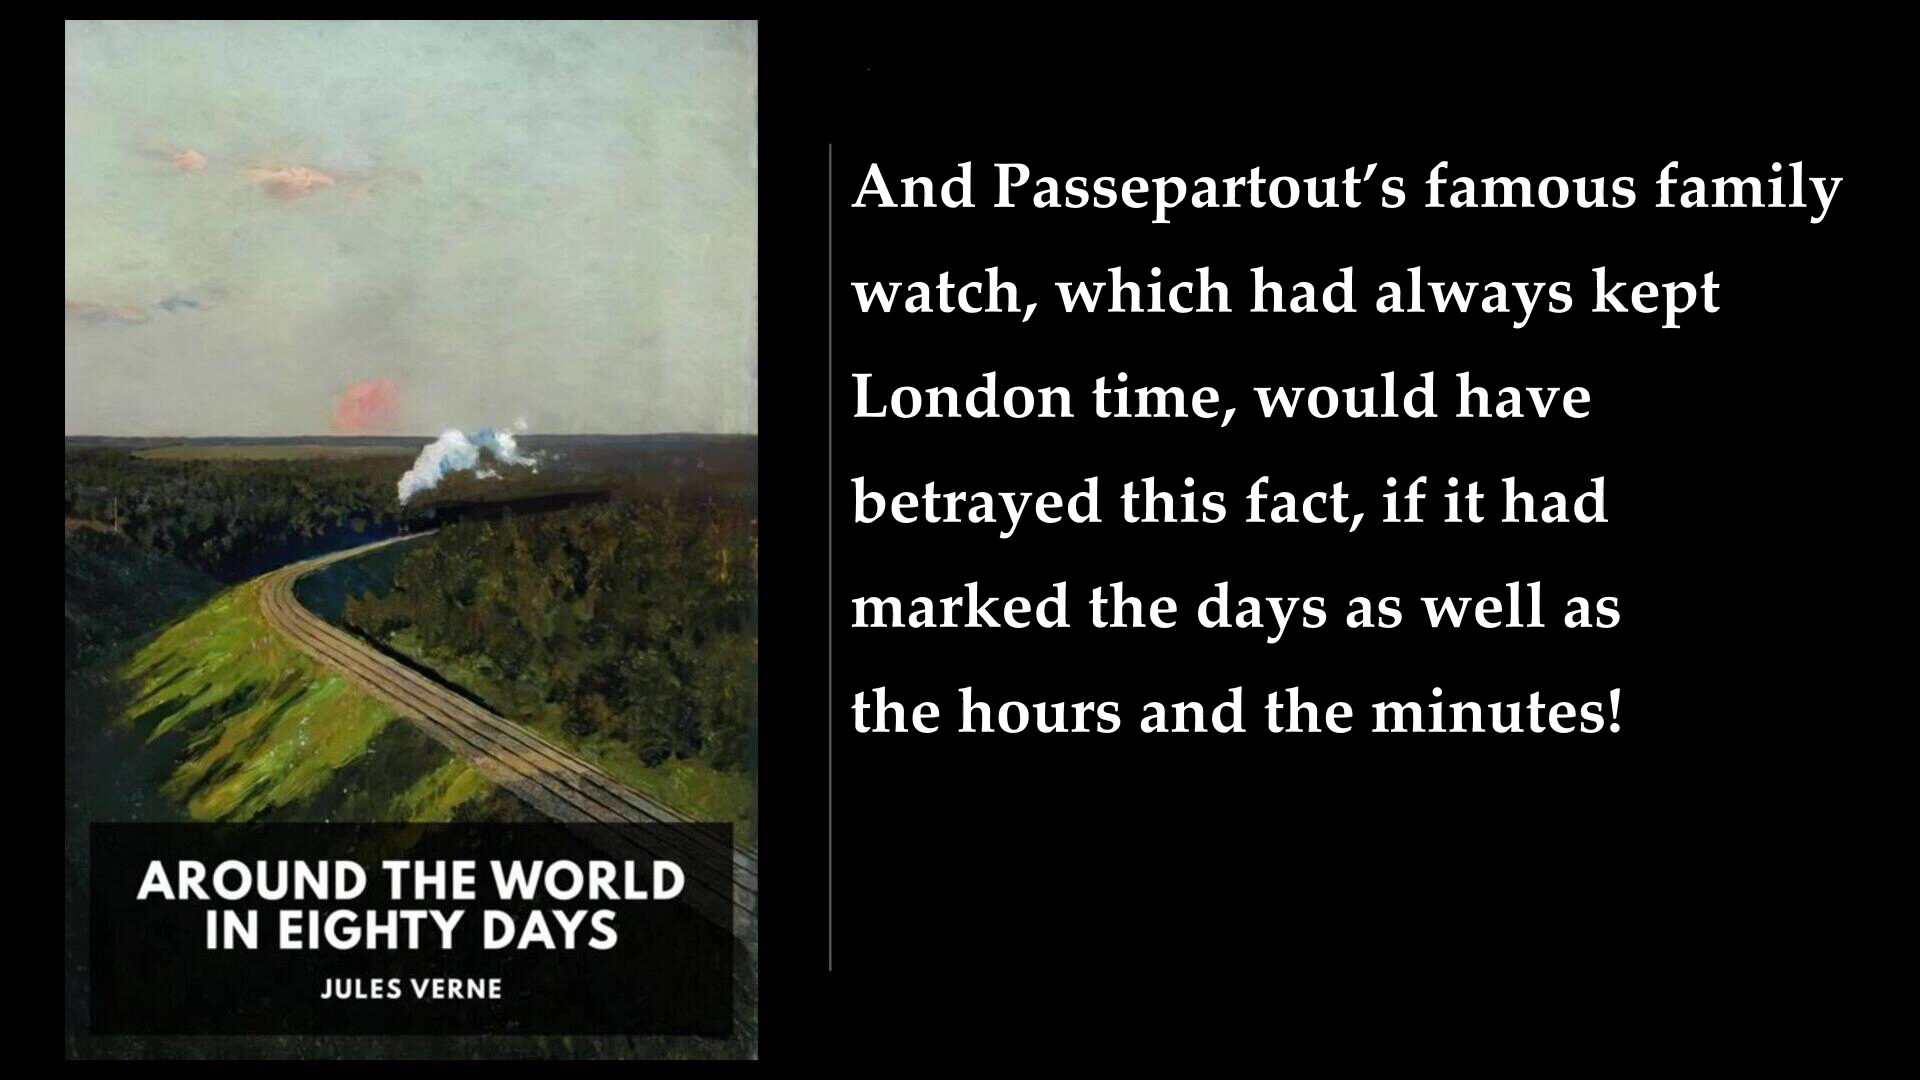 And Passepartout’s famous family
watch, which had always kept
London time, would have
betrayed this fact, if it had
marked the days as well as
the hours and the minutes!
AROUND THE WORLD
IN EIGHTY DAYS
JULES VERNE